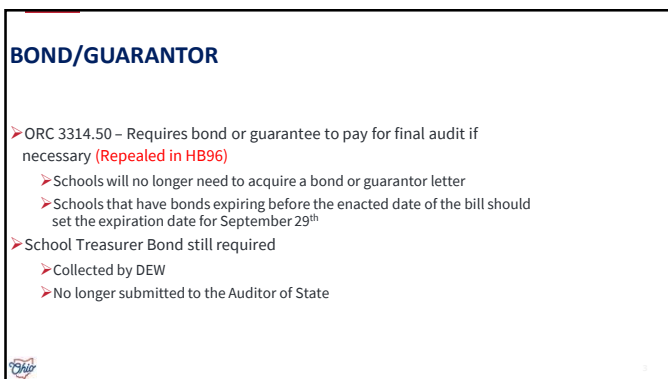 BOND/GUARANTOR
➢ORC 3314.50 – Requires bond or guarantee to pay for final audit if
necessary (Repealed in HB96)
➢Schools will no longer need to acquire a bond or guarantor letter
➢Schools that have bonds expiring before the enacted date of the bill should
set the expiration date for September 29th
➢School Treasurer Bond still required
➢Collected by DEW
➢No longer submitted to the Auditor of State
Ohio